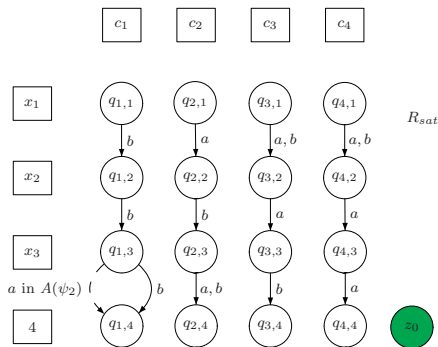 c1 c2 c3 c4
x1 q1,1 q2,1 q3,1 q4,1
Rsat
b a a, b a, b
x2 q1,2 q2,2 q3,2 q4,2
b b a a
x3 q1,3 q2,3 q3,3 q4,3
a in A(ψ2) b a, b b a
4 q1,4 q2,4 q3,4 q4,4 z0